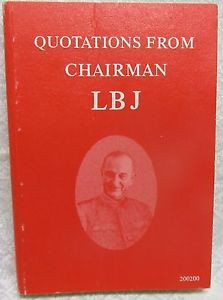 QUOTATIONS FROM
CHAIRMAN
LBJ
200200